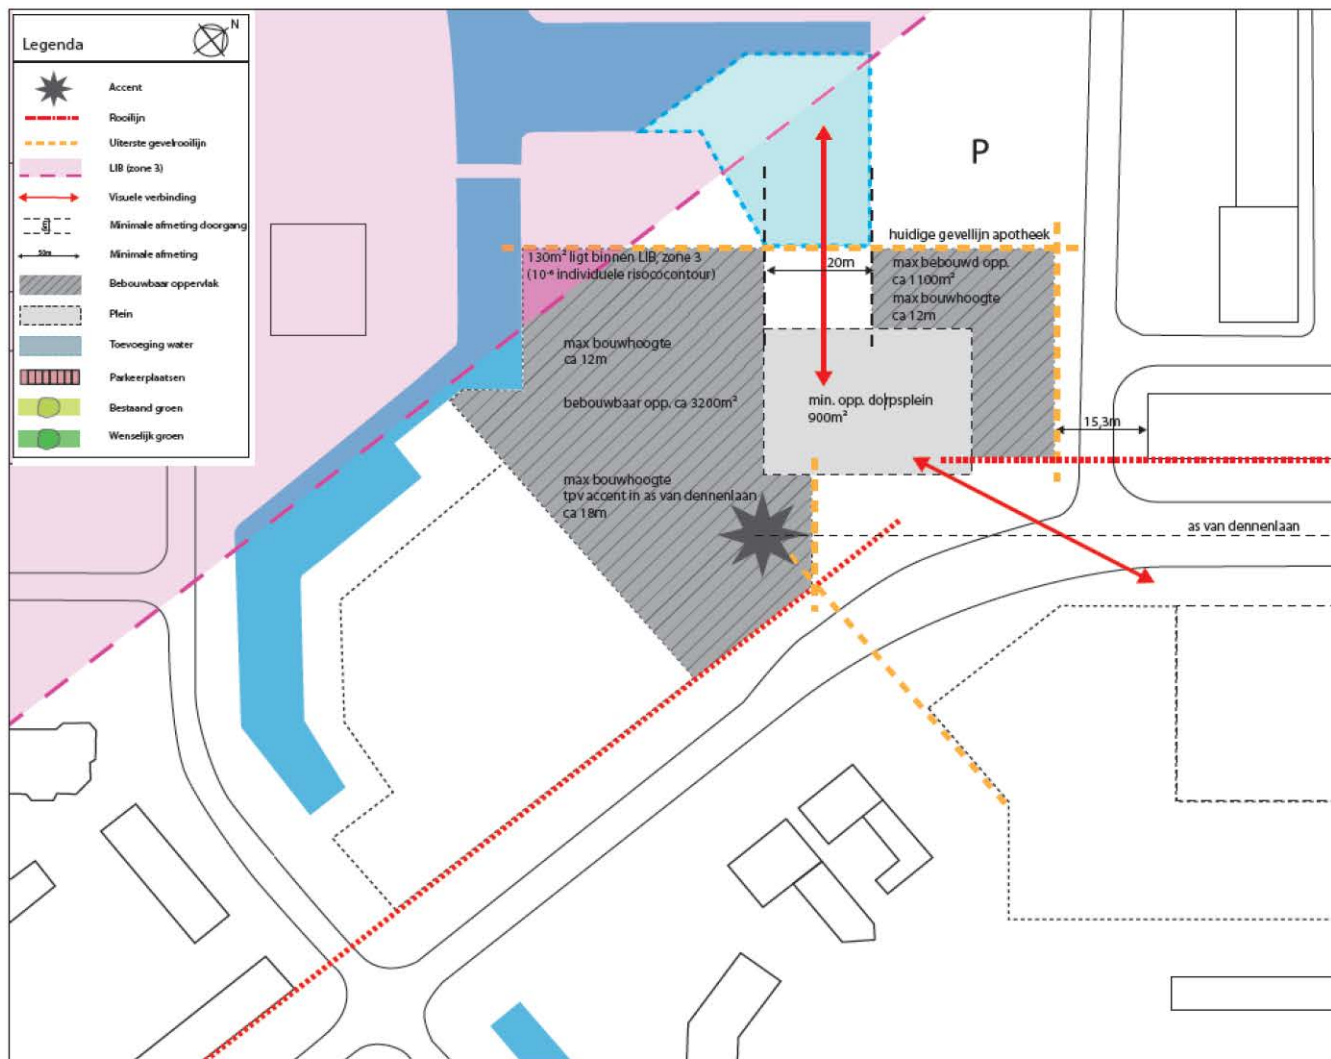 Legenda
N
Accent
Rooilijn
Uiterste gevelrooilijn
LIB (zone 3)
Visuele verbinding
Minimale afmeting doorgang
50m
Minimale afmeting
Bebouwbaar oppervlak
Plein
Toevoeging water
Parkeerplaatsen
Bestaand groen
Wenselijk groen
P
huidige gevellijn apotheek
130m² ligt binnen LIB, zone 3
(10⁻⁶ individuele risococontour)
20m
max bebouwd opp.
ca 1100m²
max bouwhoogte
ca 12m
max bouwhoogte
ca 12m
bebouwbaar opp. ca 3200m²
min. opp. dorpsplein
900m²
15,3m
max bouwhoogte
tpv accent in as van dennenlaan
ca 18m
as van dennenlaan